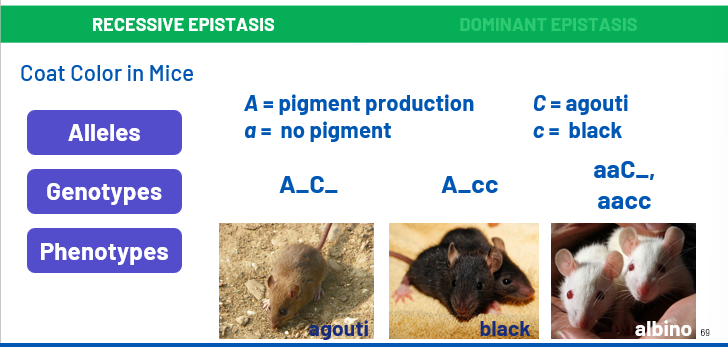 RECESSIVE EPISTASIS
DOMINANT EPISTASIS
Coat Color in Mice
Alleles
A = pigment production
a = no pigment
C = agouti
c = black
Genotypes
A_C_
A_cc
aaC_,
aacc
Phenotypes
agouti
black
albino
69